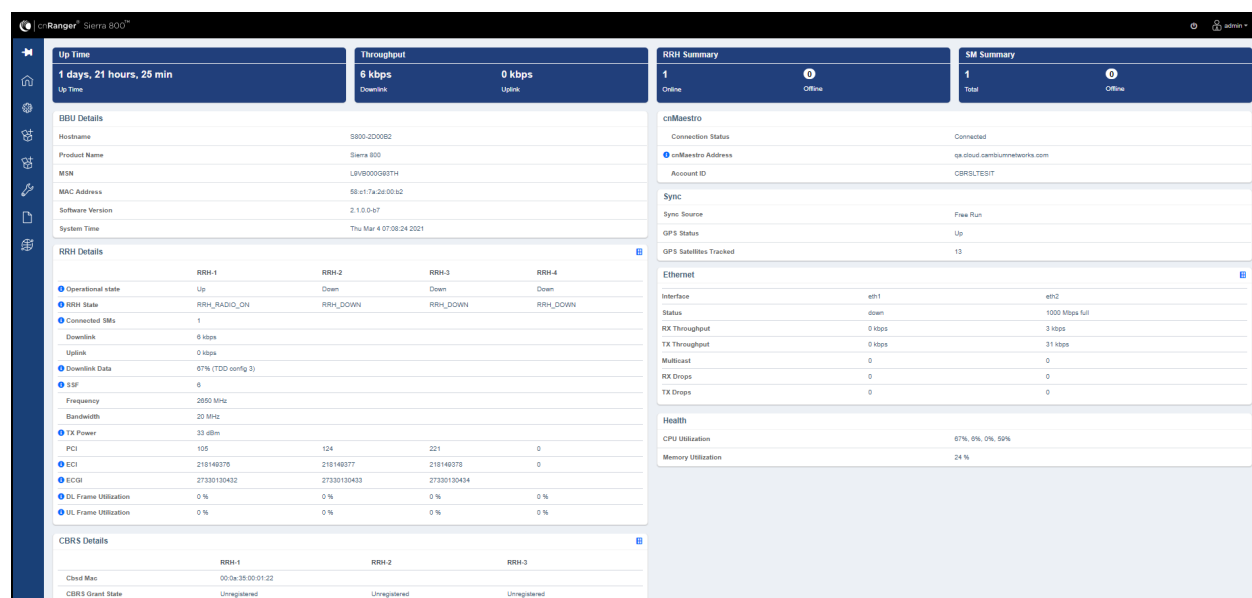 cnRanger® Sierra 800™
admin
Up Time
1 days, 21 hours, 25 min
Up Time
Throughput
6 kbps 0 kbps
Downlink Uplink
RRH Summary
1 0
Online Offline
SM Summary
1 0
Total Offline
BBU Details
Hostname S800-2D00B2
Product Name Sierra 800
MSN L9VB000G93TH
MAC Address 58:c1:7a:2d:00:b2
Software Version 2.1.0.0-b7
System Time Thu Mar 4 07:08:24 2021
RRH Details
RRH-1 RRH-2 RRH-3 RRH-4
Operational state Up Down Down Down
RRH State RRH_RADIO_ON RRH_DOWN RRH_DOWN RRH_DOWN
Connected SMs 1
Downlink 6 kbps
Uplink 0 kbps
Downlink Data 67% (TDD config 3)
SSF 6
Frequency 2650 MHz
Bandwidth 20 MHz
TX Power 33 dBm
PCI 105 124 221 0
ECI 218149376 218149377 218149378 0
ECGI 27330130432 27330130433 27330130434
DL Frame Utilization 0 % 0 % 0 % 0 %
UL Frame Utilization 0 % 0 % 0 % 0 %
CBRS Details
RRH-1 RRH-2 RRH-3
Cbsd Mac 00:0a:35:00:01:22
CBRS Grant State Unregistered Unregistered Unregistered
cnMaestro
Connection Status Connected
cnMaestro Address qa.cloud.cambiumnetworks.com
Account ID CBRSLTESIT
Sync
Sync Source Free Run
GPS Status Up
GPS Satellites Tracked 13
Ethernet
Interface eth1 eth2
Status down 1000 Mbps full
RX Throughput 0 kbps 3 kbps
TX Throughput 0 kbps 31 kbps
Multicast 0 0
RX Drops 0 0
TX Drops 0 0
Health
CPU Utilization 67%, 6%, 0%, 59%
Memory Utilization 24 %